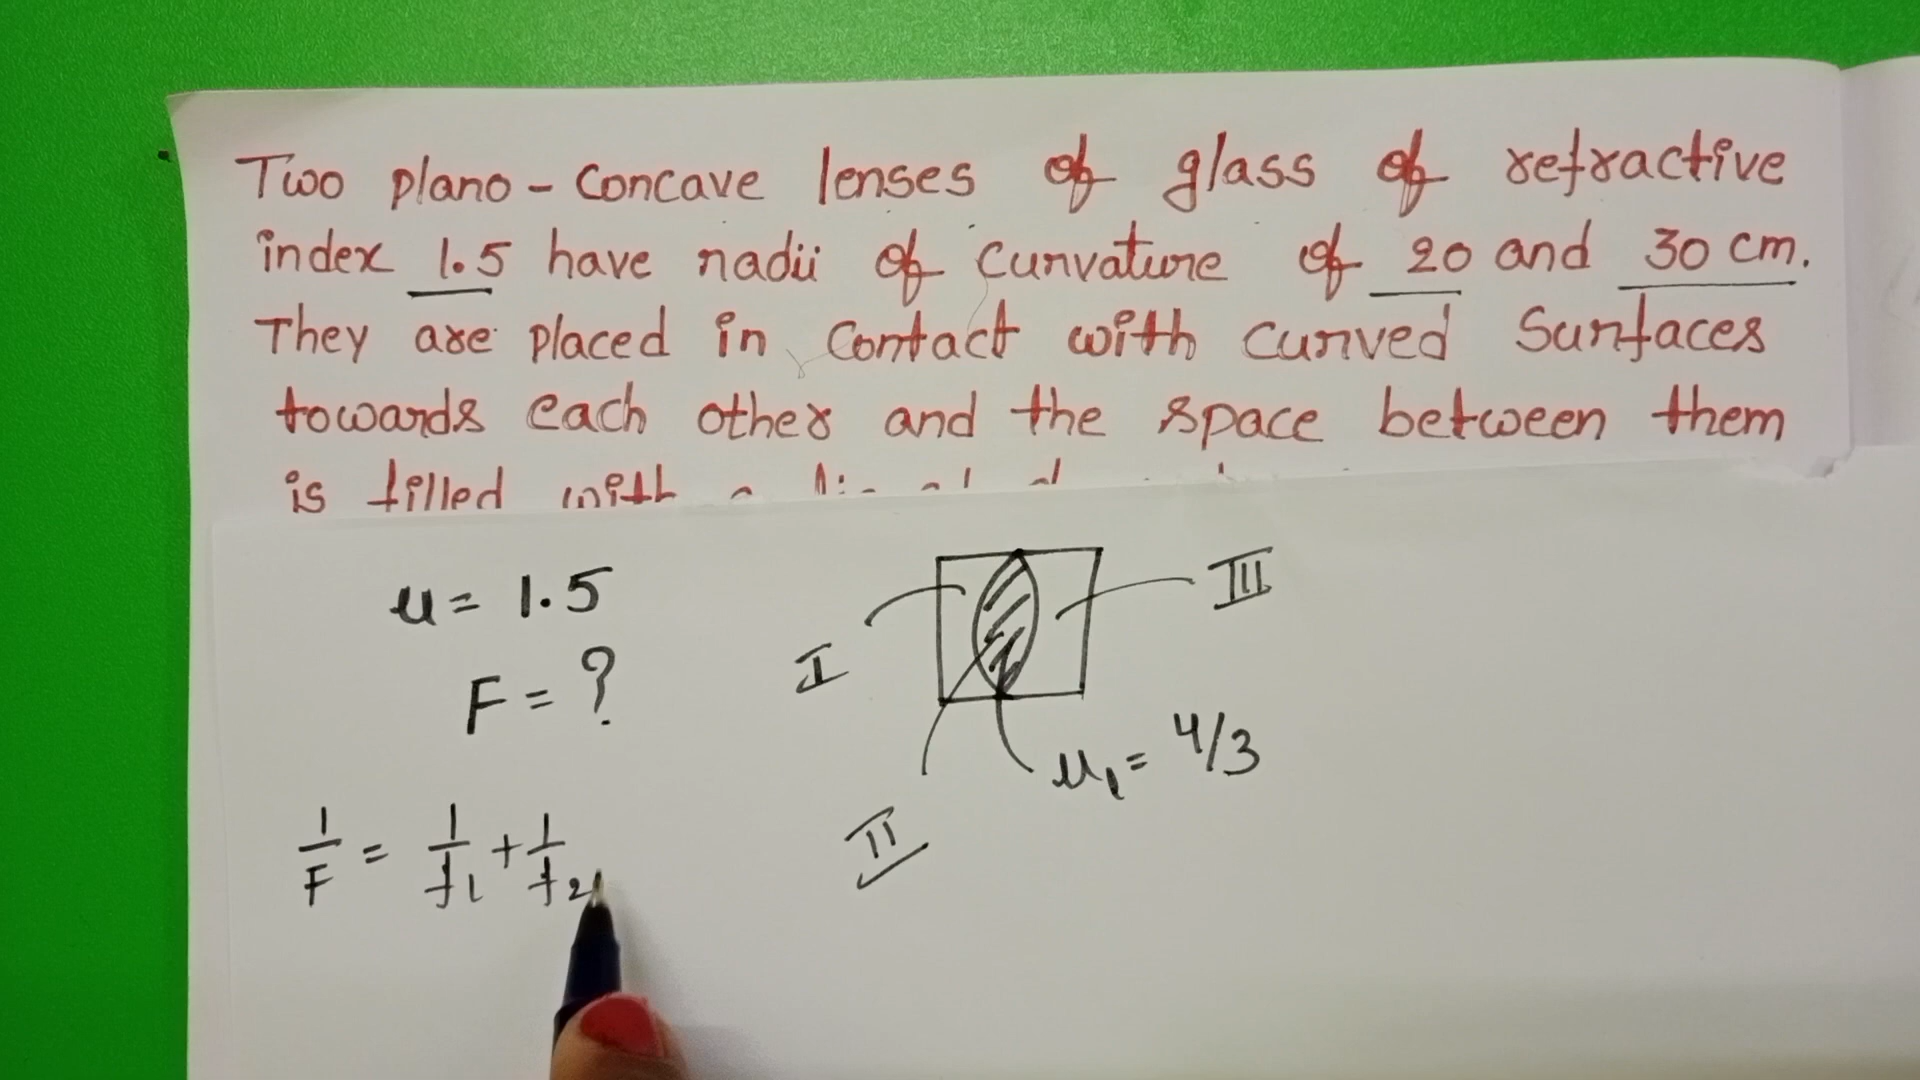 Two plano-concave lenses of glass of refractive
index 1.5 have radii of curvature of 20 and 30 cm.
They are placed in contact with curved surfaces
towards each other and the space between them
is filled with a
μ = 1.5
F = ?
I
III
II
μ₁ = 4/3
1/F = 1/f₁ + 1/f₂